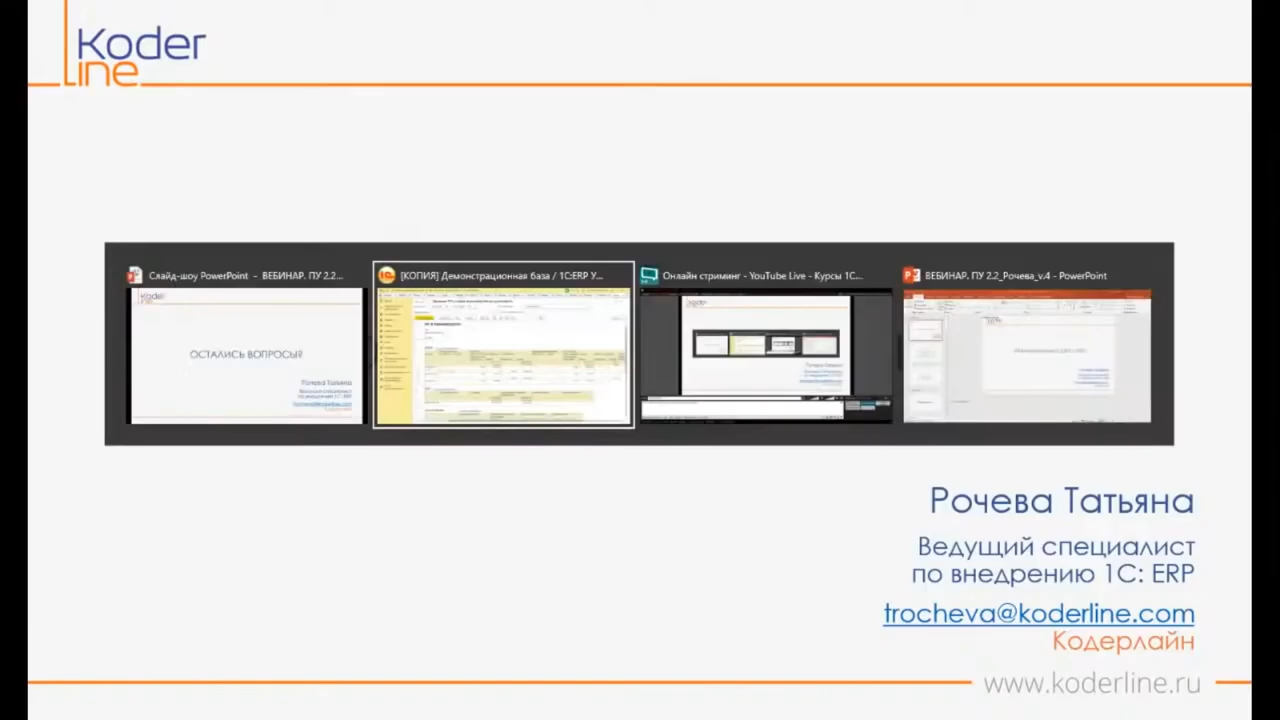 Koder
Line
Слайд-шоу PowerPoint - ВЕБИНАР. ПУ 2.2...
[КОПИЯ] Демонстрационная база / 1С:ERP У...
Онлайн стриминг - YouTube Live - Курсы 1С...
ВЕБИНАР. ПУ 2.2_Рочева_v.4 - PowerPoint
ОСТАЛИСЬ ВОПРОСЫ?
Рочева Татьяна
Ведущий специалист
по внедрению 1С: ERP
trocheva@koderline.com
Кодерлайн
www.koderline.ru